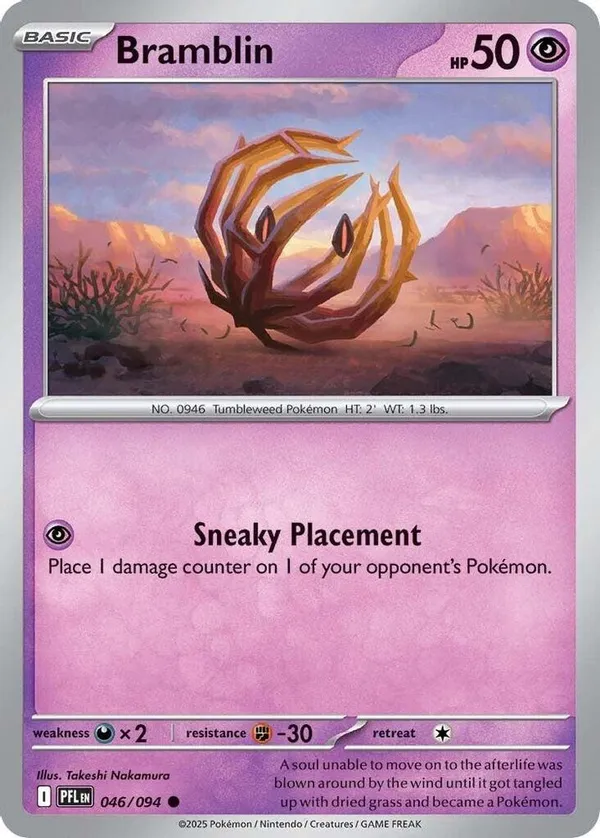 BASIC
Bramblin
HP 50
NO. 0946 Tumbleweed Pokémon HT: 2' WT: 1.3 lbs.
Sneaky Placement
Place 1 damage counter on 1 of your opponent's Pokémon.
weakness ×2 resistance -30 retreat
Illus. Takeshi Nakamura
A soul unable to move on to the afterlife was
blown around by the wind until it got tangled
up with dried grass and became a Pokémon.
I PFL EN 046/094
©2025 Pokémon / Nintendo / Creatures / GAME FREAK